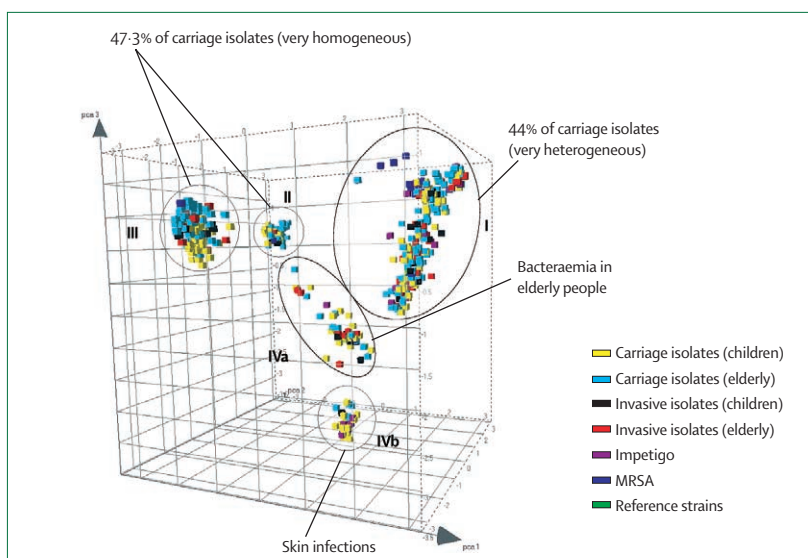 47·3% of carriage isolates (very homogeneous)
44% of carriage isolates
(very heterogeneous)
pca 3
II
III
I
Bacteraemia in
elderly people
IVa
IVb
pca 1
Skin infections
Carriage isolates (children)
Carriage isolates (elderly)
Invasive isolates (children)
Invasive isolates (elderly)
Impetigo
MRSA
Reference strains